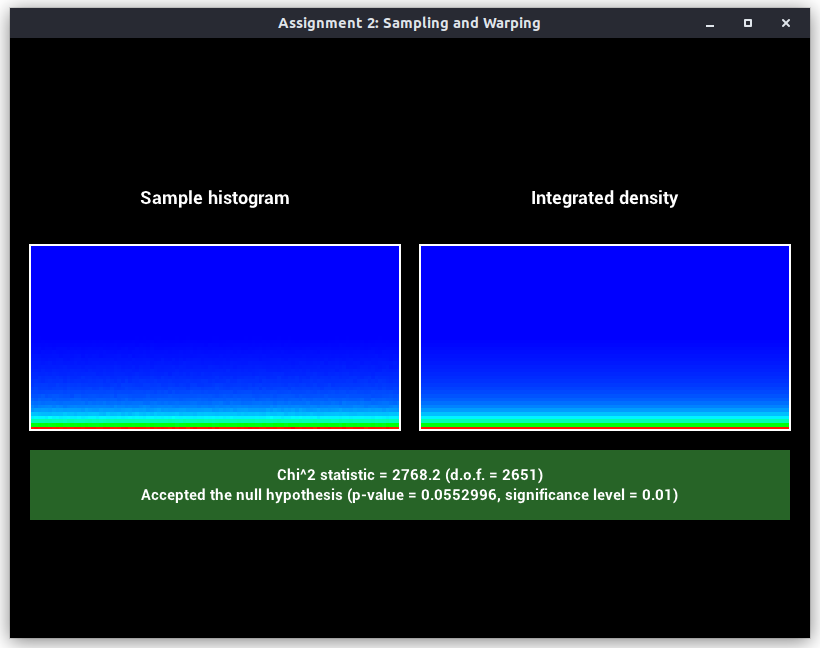 Assignment 2: Sampling and Warping
Sample histogram
Integrated density
Chi^2 statistic = 2768.2 (d.o.f. = 2651)
Accepted the null hypothesis (p-value = 0.0552996, significance level = 0.01)